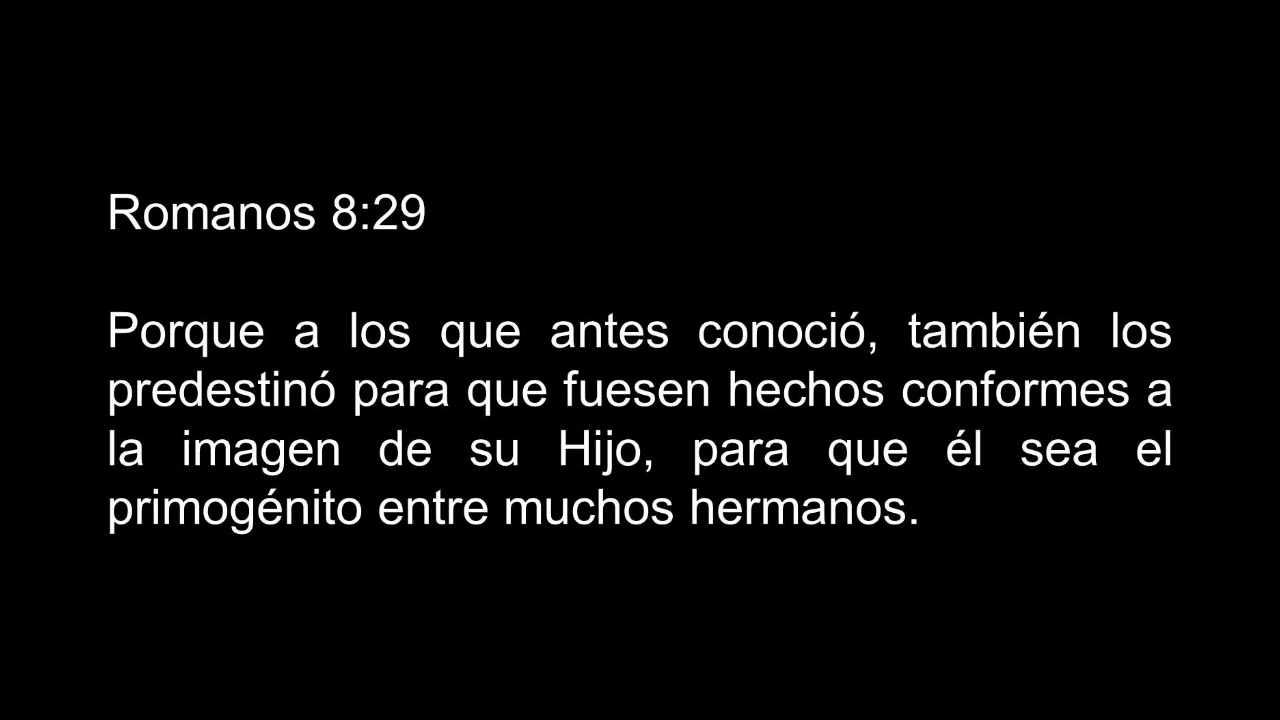 Romanos 8:29
Porque a los que antes conoció, también los
predestinó para que fuesen hechos conformes a
la imagen de su Hijo, para que él sea el
primogénito entre muchos hermanos.